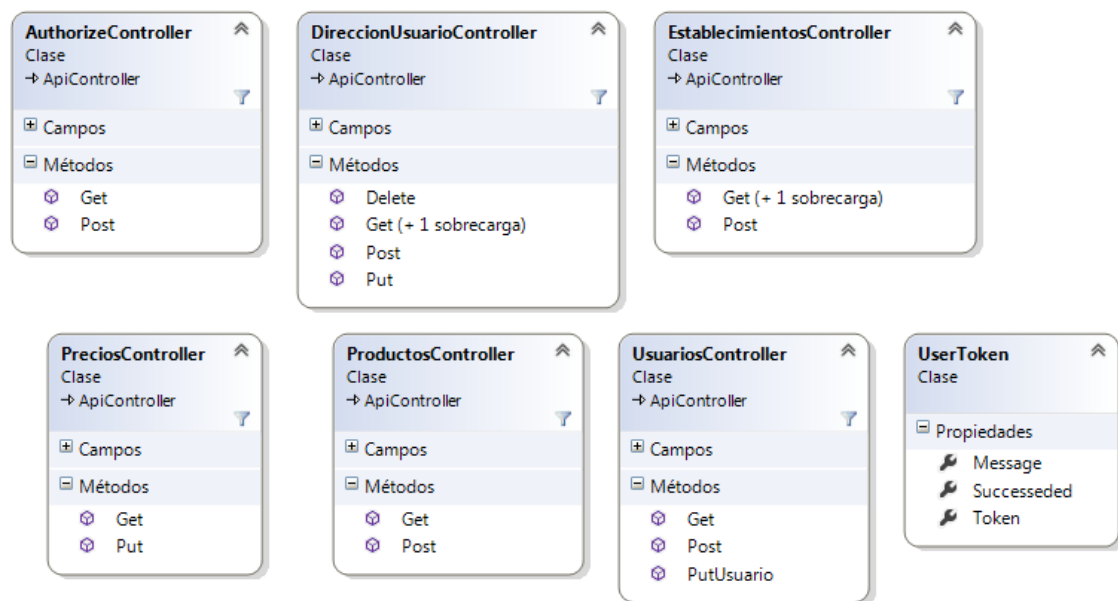 AuthorizeController
Clase
ApiController
Campos
Métodos
Get
Post
DireccionUsuarioController
Clase
ApiController
Campos
Métodos
Delete
Get (+ 1 sobrecarga)
Post
Put
EstablecimientosController
Clase
ApiController
Campos
Métodos
Get (+ 1 sobrecarga)
Post
PreciosController
Clase
ApiController
Campos
Métodos
Get
Put
ProductosController
Clase
ApiController
Campos
Métodos
Get
Post
UsuariosController
Clase
ApiController
Campos
Métodos
Get
Post
PutUsuario
UserToken
Clase
Propiedades
Message
Successeded
Token